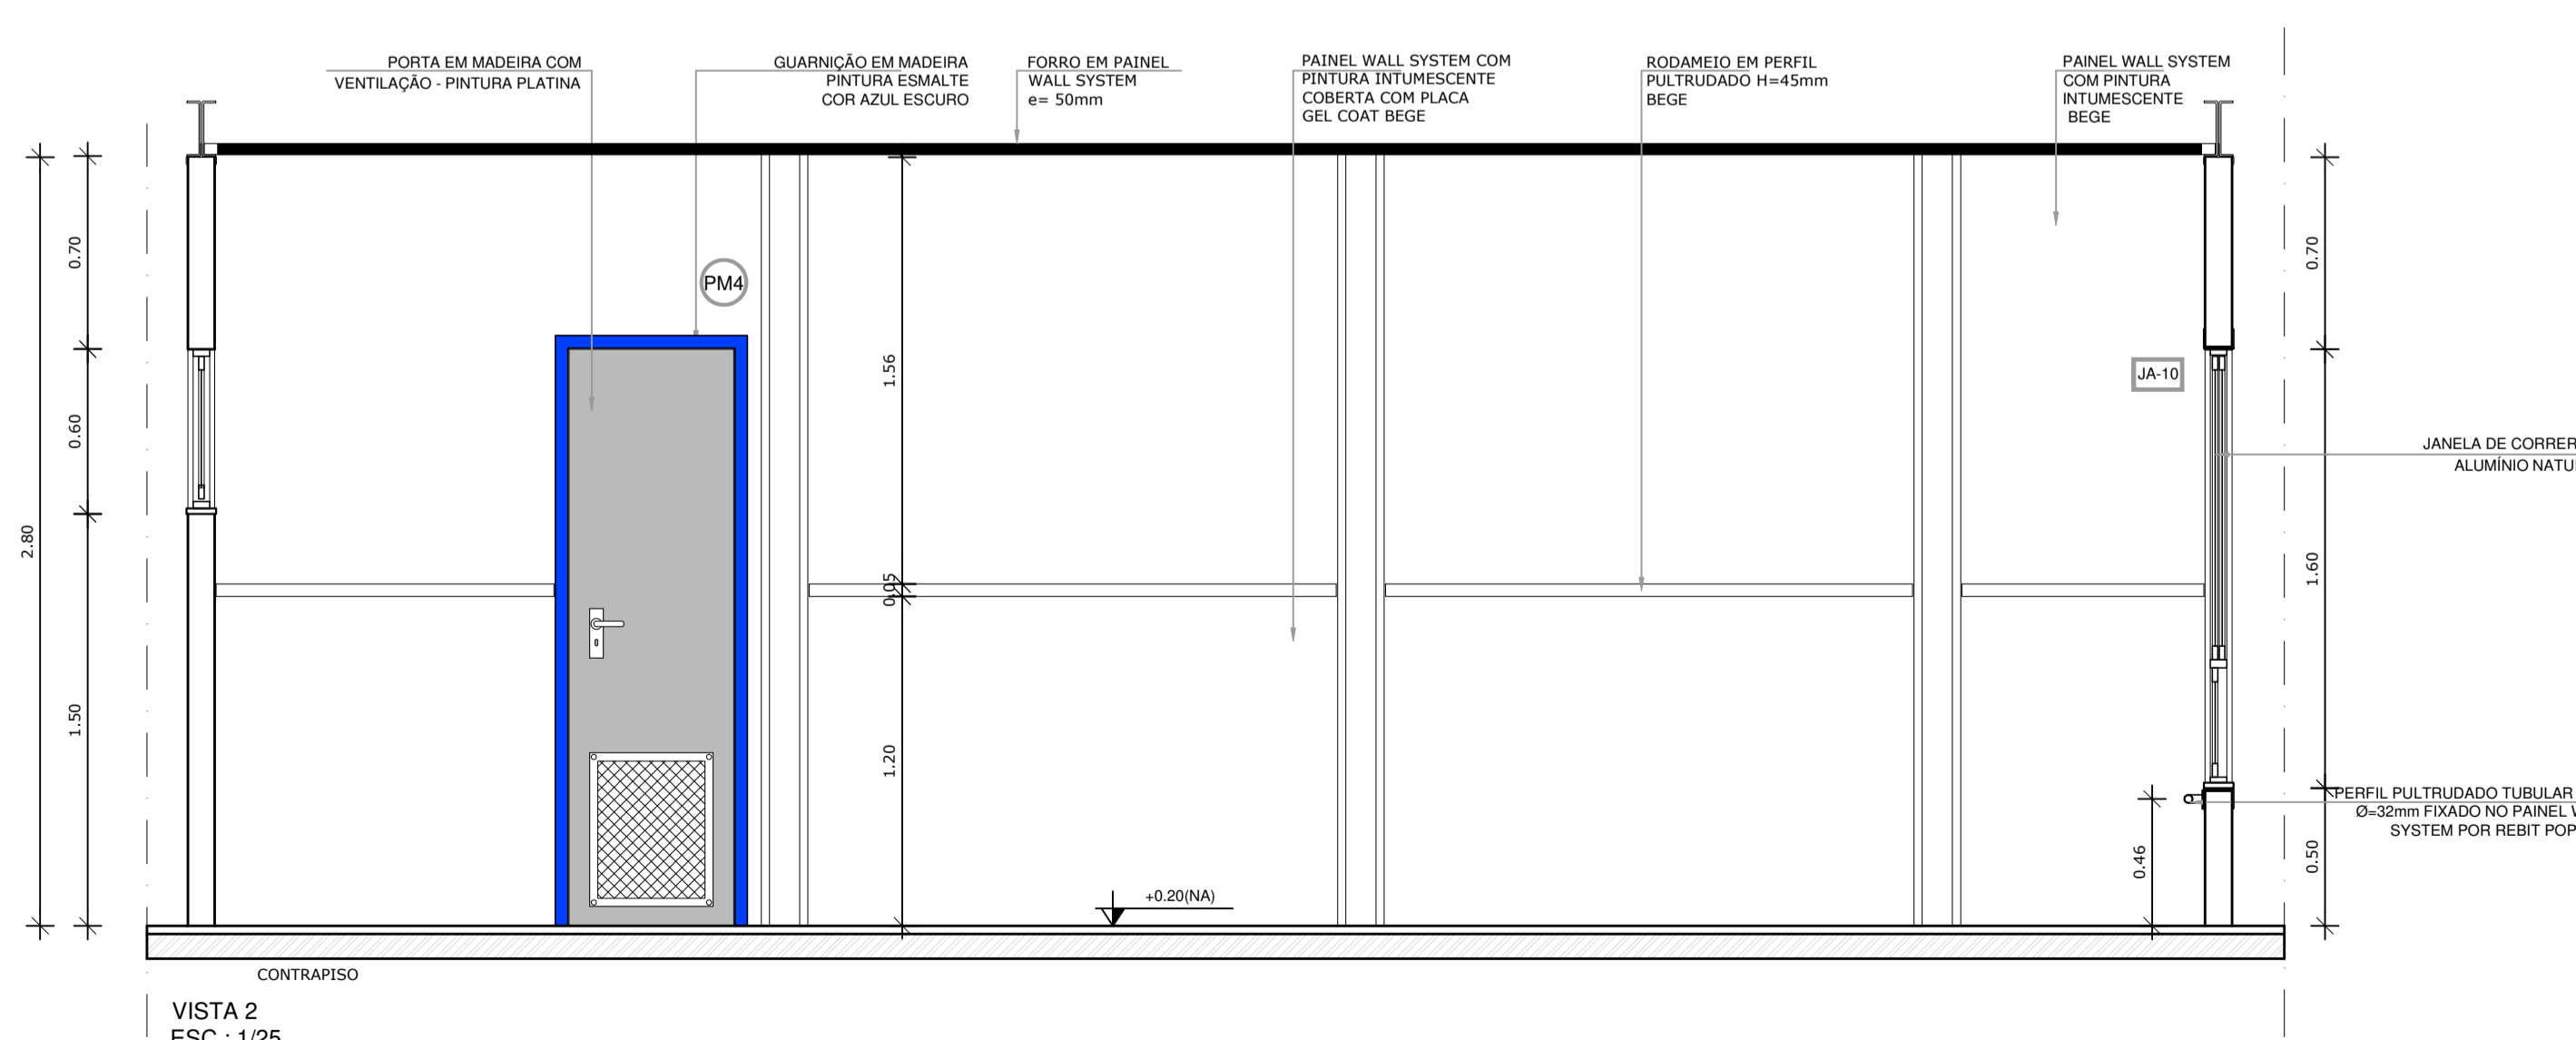 PORTA EM MADEIRA COM
VENTILAÇÃO - PINTURA PLATINA
GUARNIÇÃO EM MADEIRA
PINTURA ESMALTE
COR AZUL ESCURO
FORRO EM PAINEL
WALL SYSTEM
e= 50mm
PAINEL WALL SYSTEM COM
PINTURA INTUMESCENTE
COBERTA COM PLACA
GEL COAT BEGE
RODAMEIO EM PERFIL
PULTRUDADO H=45mm
BEGE
PAINEL WALL SYSTEM
COM PINTURA
INTUMESCENTE
BEGE
2.80
0.70
0.60
1.50
PM4
1.56
0.05
1.20
+0.20(NA)
JA-10
0.46
0.70
1.60
0.50
JANELA DE CORRER
ALUMÍNIO NATU
PERFIL PULTRUDADO TUBULAR
Ø=32mm FIXADO NO PAINEL W
SYSTEM POR REBIT POP
CONTRAPISO
VISTA 2
ESC.: 1/25